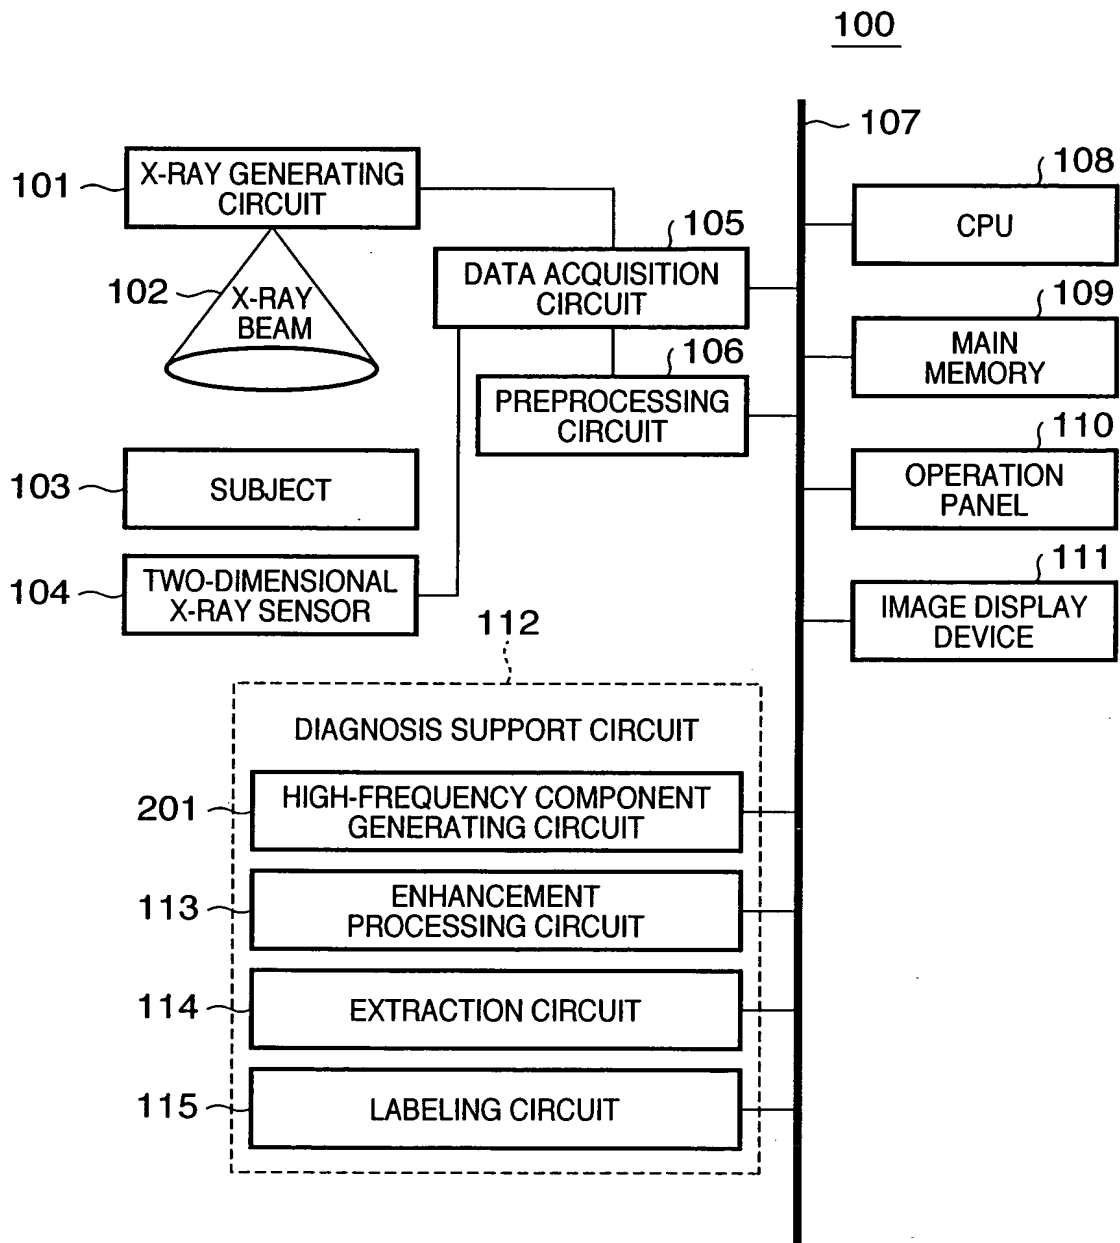 100
107
101
X-RAY GENERATING
CIRCUIT
108
CPU
105
DATA ACQUISITION
CIRCUIT
102
X-RAY
BEAM
109
MAIN
MEMORY
106
PREPROCESSING
CIRCUIT
110
OPERATION
PANEL
103
SUBJECT
104
TWO-DIMENSIONAL
X-RAY SENSOR
111
IMAGE DISPLAY
DEVICE
112
DIAGNOSIS SUPPORT CIRCUIT
201
HIGH-FREQUENCY COMPONENT
GENERATING CIRCUIT
113
ENHANCEMENT
PROCESSING CIRCUIT
114
EXTRACTION CIRCUIT
115
LABELING CIRCUIT